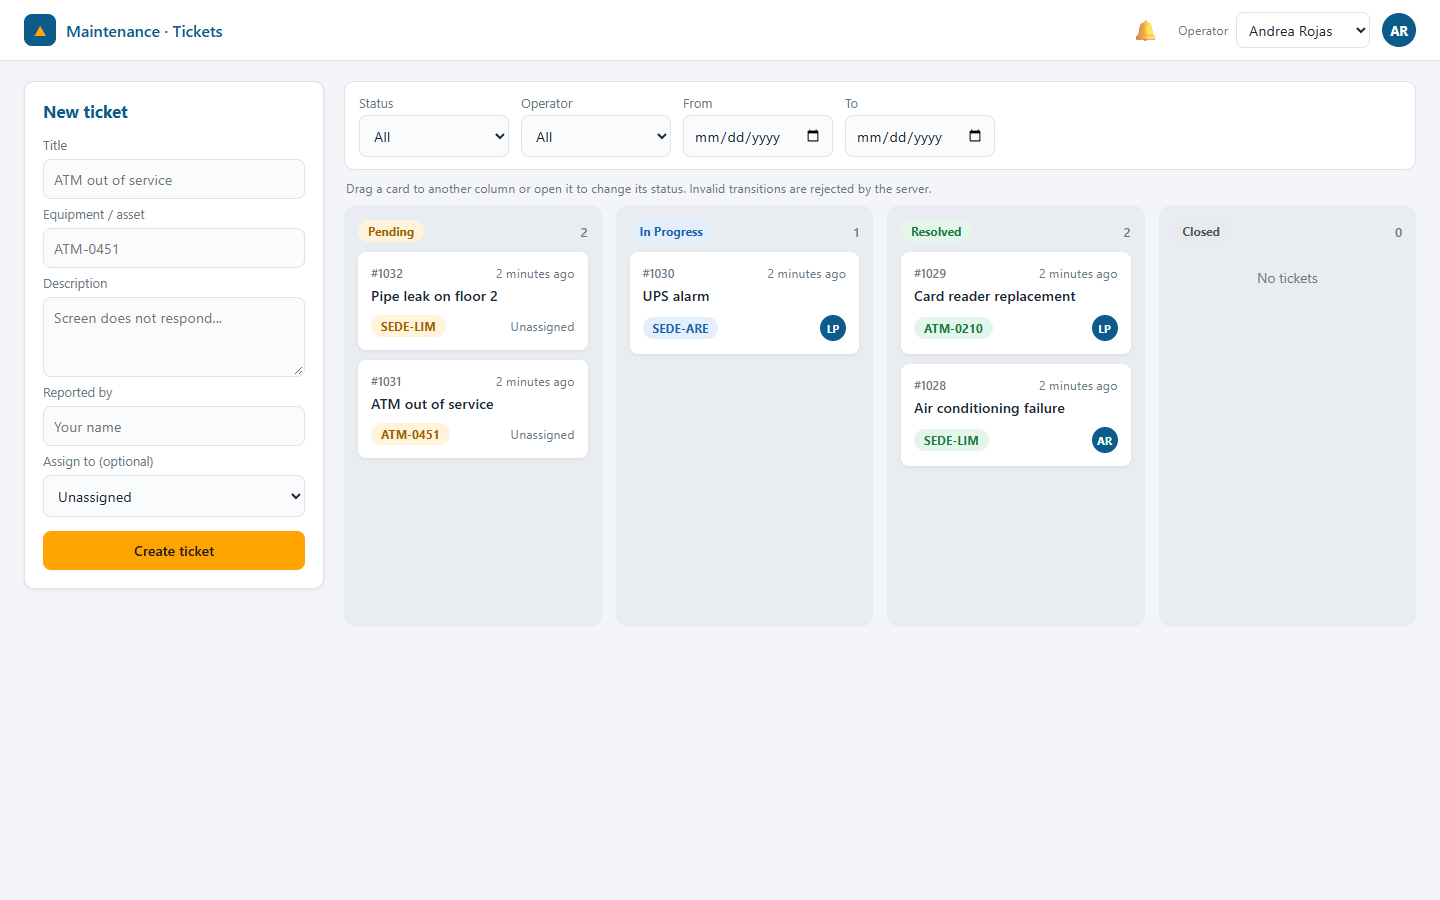 Maintenance · Tickets
Operator
Andrea Rojas
AR
New ticket
Title
ATM out of service
Equipment / asset
ATM-0451
Description
Screen does not respond...
Reported by
Your name
Assign to (optional)
Unassigned
Create ticket
Status
Operator
From
To
All
All
mm/dd/yyyy
mm/dd/yyyy
Drag a card to another column or open it to change its status. Invalid transitions are rejected by the server.
Pending
2
#1032
2 minutes ago
Pipe leak on floor 2
SEDE-LIM
Unassigned
#1031
2 minutes ago
ATM out of service
ATM-0451
Unassigned
In Progress
1
#1030
2 minutes ago
UPS alarm
SEDE-ARE
LP
Resolved
2
#1029
2 minutes ago
Card reader replacement
ATM-0210
LP
#1028
2 minutes ago
Air conditioning failure
SEDE-LIM
AR
Closed
0
No tickets